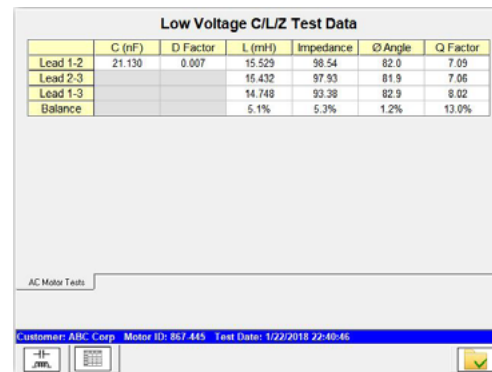 Low Voltage C/L/Z Test Data
C (nF) D Factor L (mH) Impedance Ø Angle Q Factor
Lead 1-2 21.130 0.007 15.529 98.54 82.0 7.09
Lead 2-3 15.432 97.93 81.9 7.06
Lead 1-3 14.748 93.38 82.9 8.02
Balance 5.1% 5.3% 1.2% 13.0%
AC Motor Tests
Customer: ABC Corp Motor ID: 867-445 Test Date: 1/22/2018 22:40:46